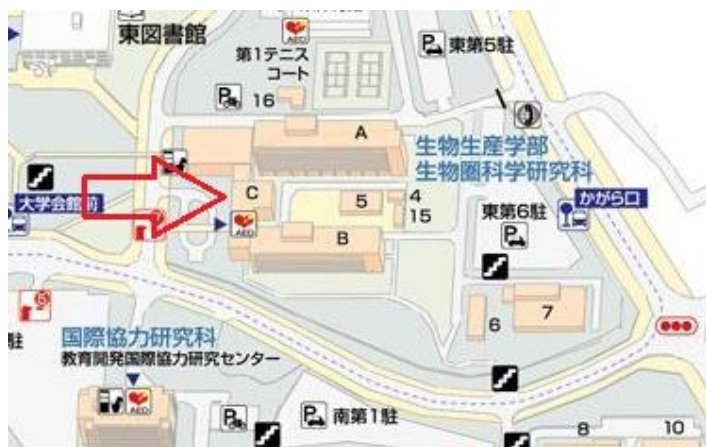 東図書館
AED
第1テニス
コート
P
東第5駐
16
A
生物生産学部
生物圏科学研究科
C
5
4
15
大学会館前
AED
B
東第6駐
P
かがら口
6
7
国際協力研究科
教育開発国際協力研究センター
駐
AED
P
南第1駐
8
10